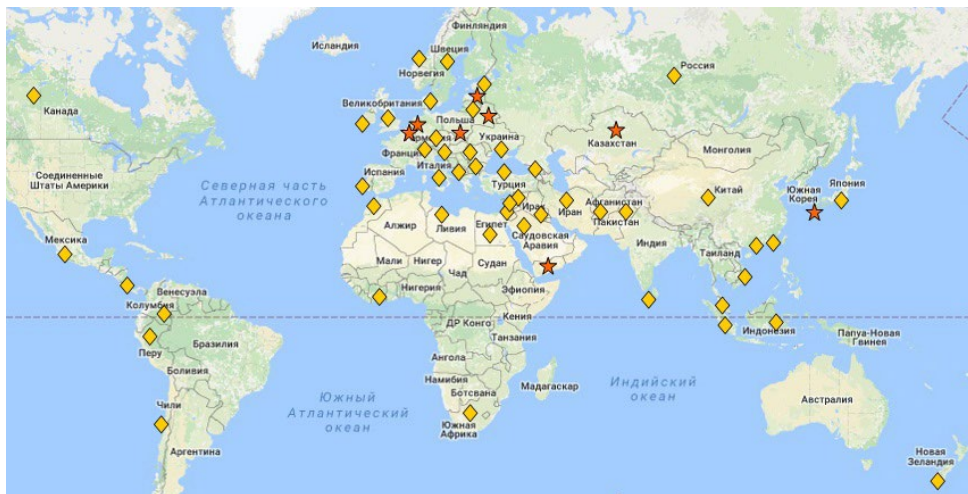 Финляндия
Исландия
Швеция
Норвегия
Россия
Канада
Великобритания
Польша
Украина
Казахстан
Монголия
Франция
Италия
Испания
Соединенные
Штаты Америки
Северная часть
Атлантического
океана
Турция
Китай
Южная
Корея
Япония
Афганистан
Ирак
Иран
Пакистан
Алжир
Ливия
Египет
Саудовская
Аравия
Индия
Мексика
Мали
Нигер
Чад
Судан
Таиланд
Нигерия
Эфиопия
Венесуэла
Колумбия
ДР Конго
Кения
Танзания
Индонезия
Папуа-Новая
Гвинея
Перу
Бразилия
Боливия
Ангола
Намибия
Ботсвана
Мадагаскар
Индийский
океан
Южный
Атлантический
океан
Чили
Австралия
Южная
Африка
Аргентина
Новая
Зеландия